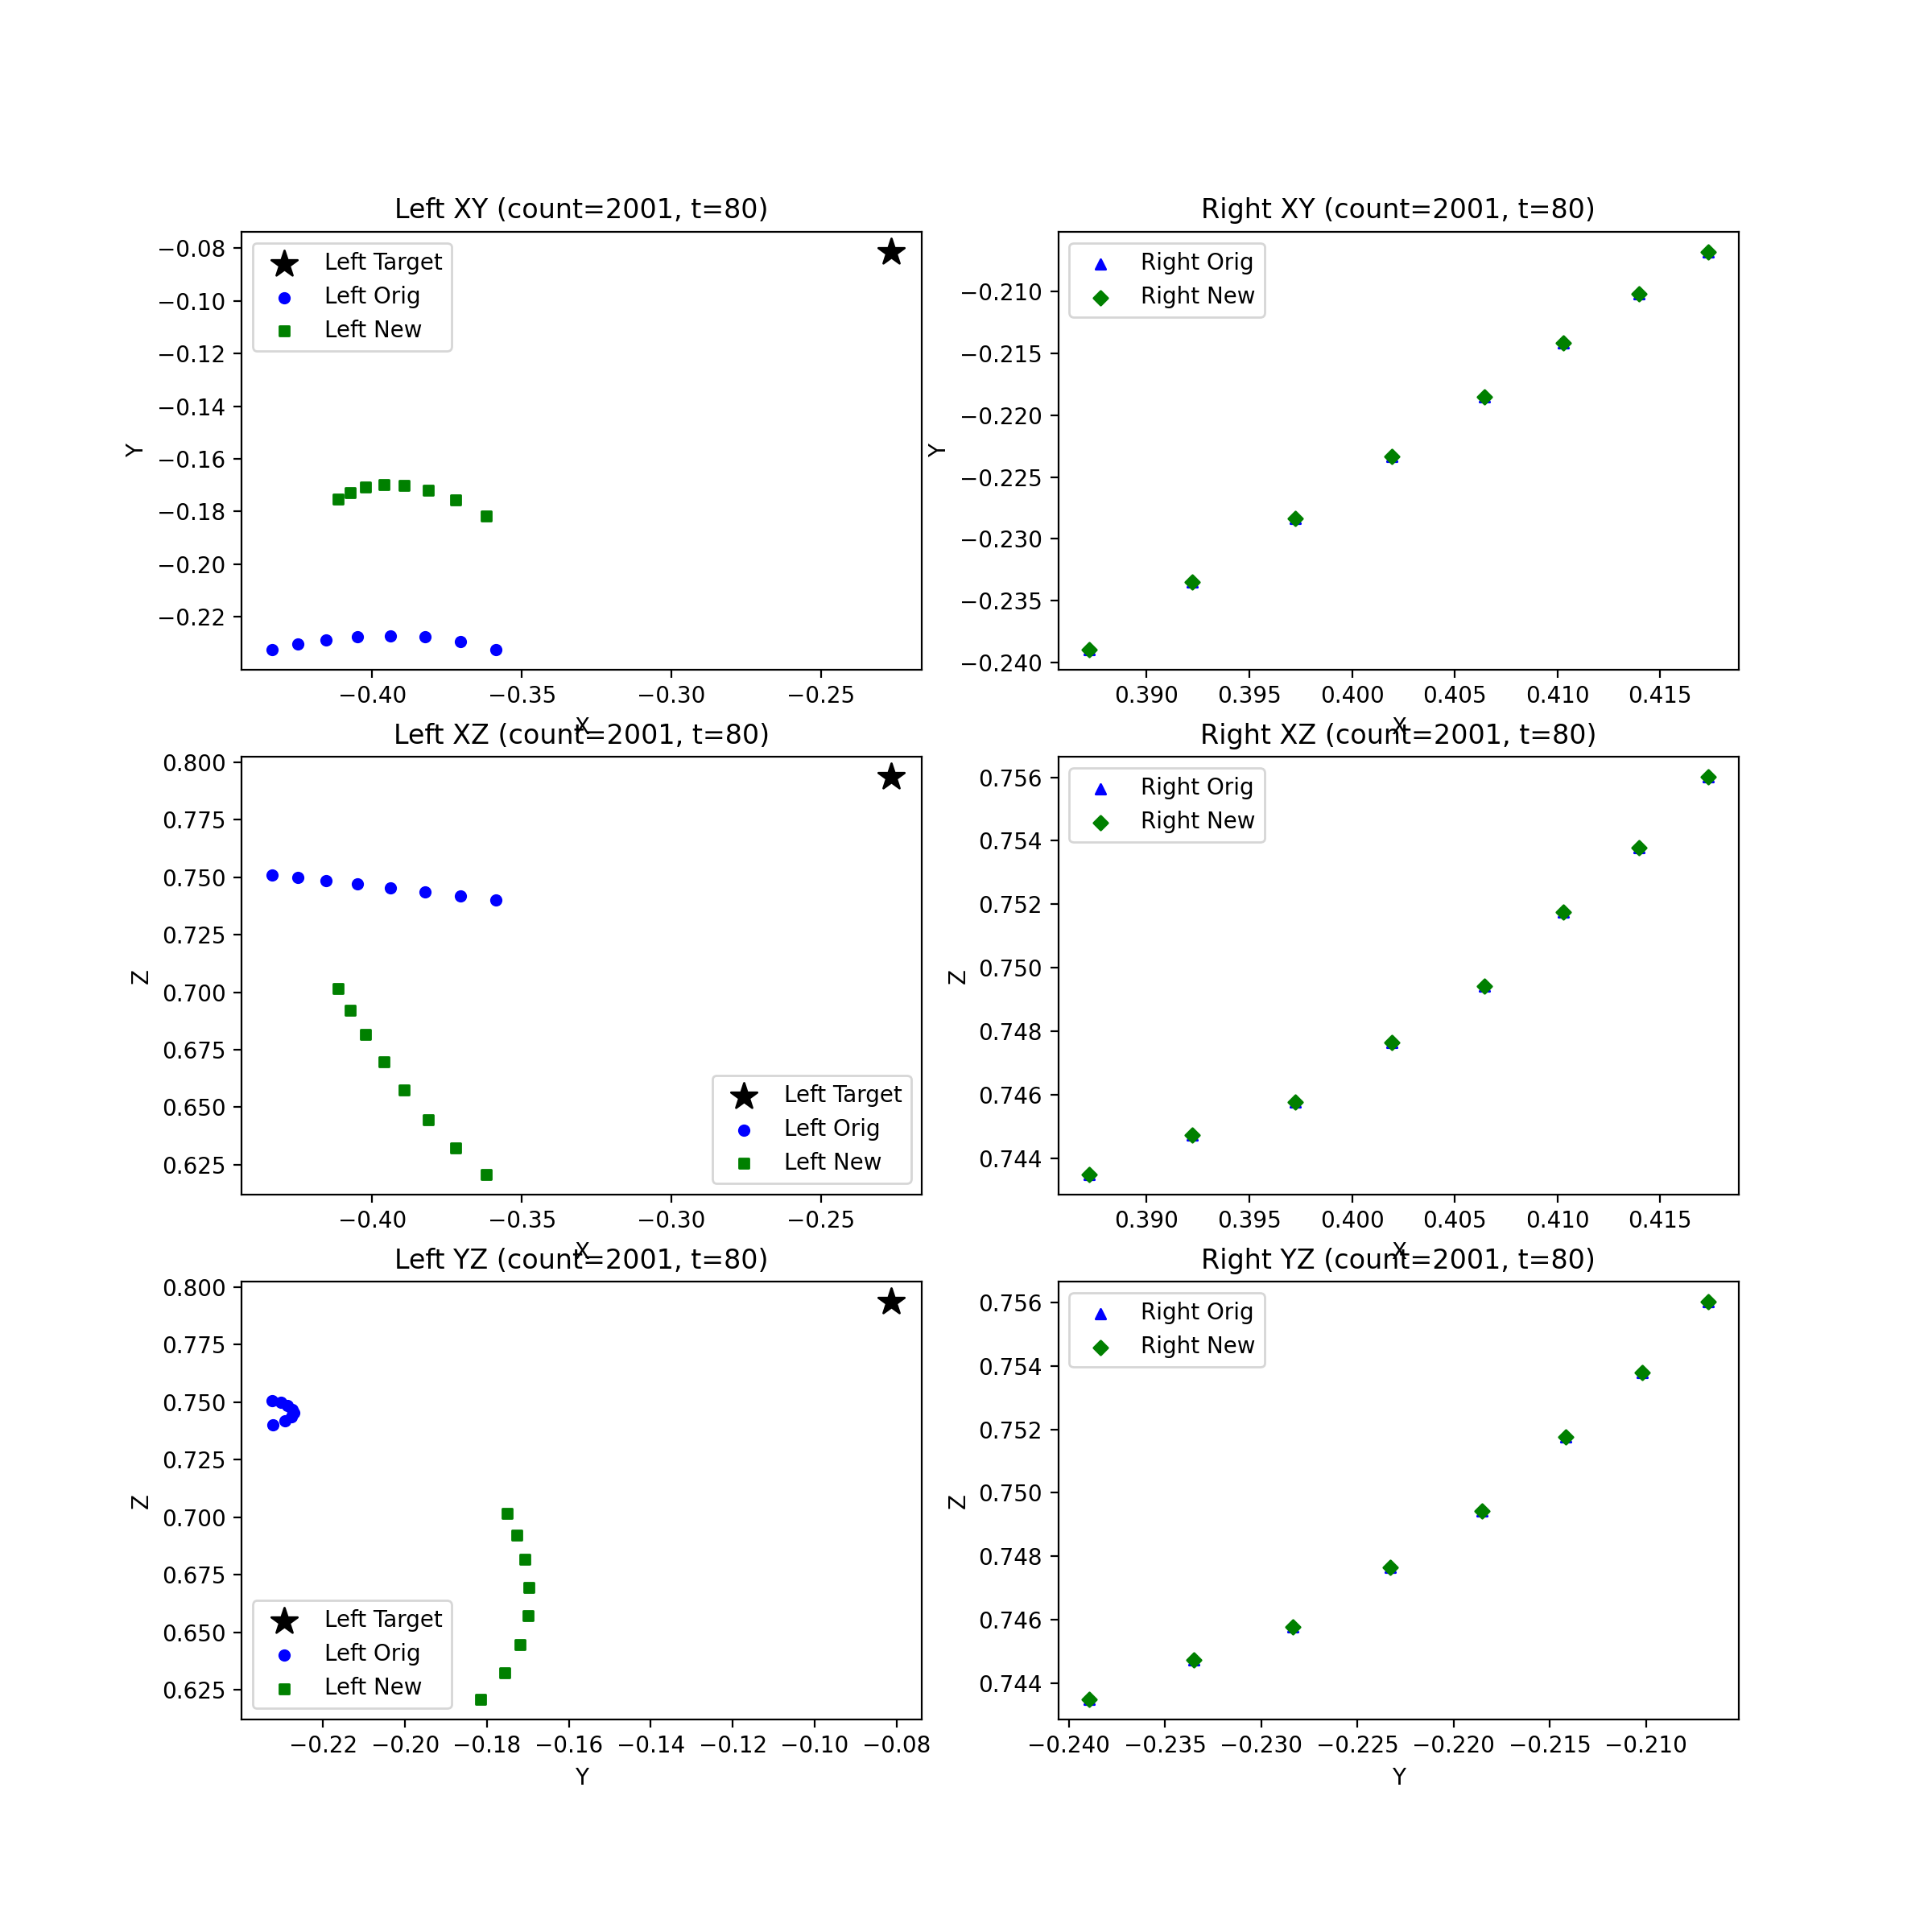 Left XY (count=2001, t=80)
Left Target
Left Orig
Left New
−0.08
−0.10
−0.12
−0.14
−0.16
−0.18
−0.20
−0.22
Y
−0.40
−0.35
−0.30
−0.25
X
Right XY (count=2001, t=80)
Right Orig
Right New
−0.210
−0.215
−0.220
−0.225
−0.230
−0.235
−0.240
Y
0.390
0.395
0.400
0.405
0.410
0.415
X
Left XZ (count=2001, t=80)
0.800
0.775
0.750
0.725
0.700
0.675
0.650
0.625
Z
Left Target
Left Orig
Left New
−0.40
−0.35
−0.30
−0.25
X
Right XZ (count=2001, t=80)
Right Orig
Right New
0.756
0.754
0.752
0.750
0.748
0.746
0.744
Z
0.390
0.395
0.400
0.405
0.410
0.415
X
Left YZ (count=2001, t=80)
0.800
0.775
0.750
0.725
0.700
0.675
0.650
0.625
Z
Left Target
Left Orig
Left New
−0.22
−0.20
−0.18
−0.16
−0.14
−0.12
−0.10
−0.08
Y
Right YZ (count=2001, t=80)
Right Orig
Right New
0.756
0.754
0.752
0.750
0.748
0.746
0.744
Z
−0.240
−0.235
−0.230
−0.225
−0.220
−0.215
−0.210
Y